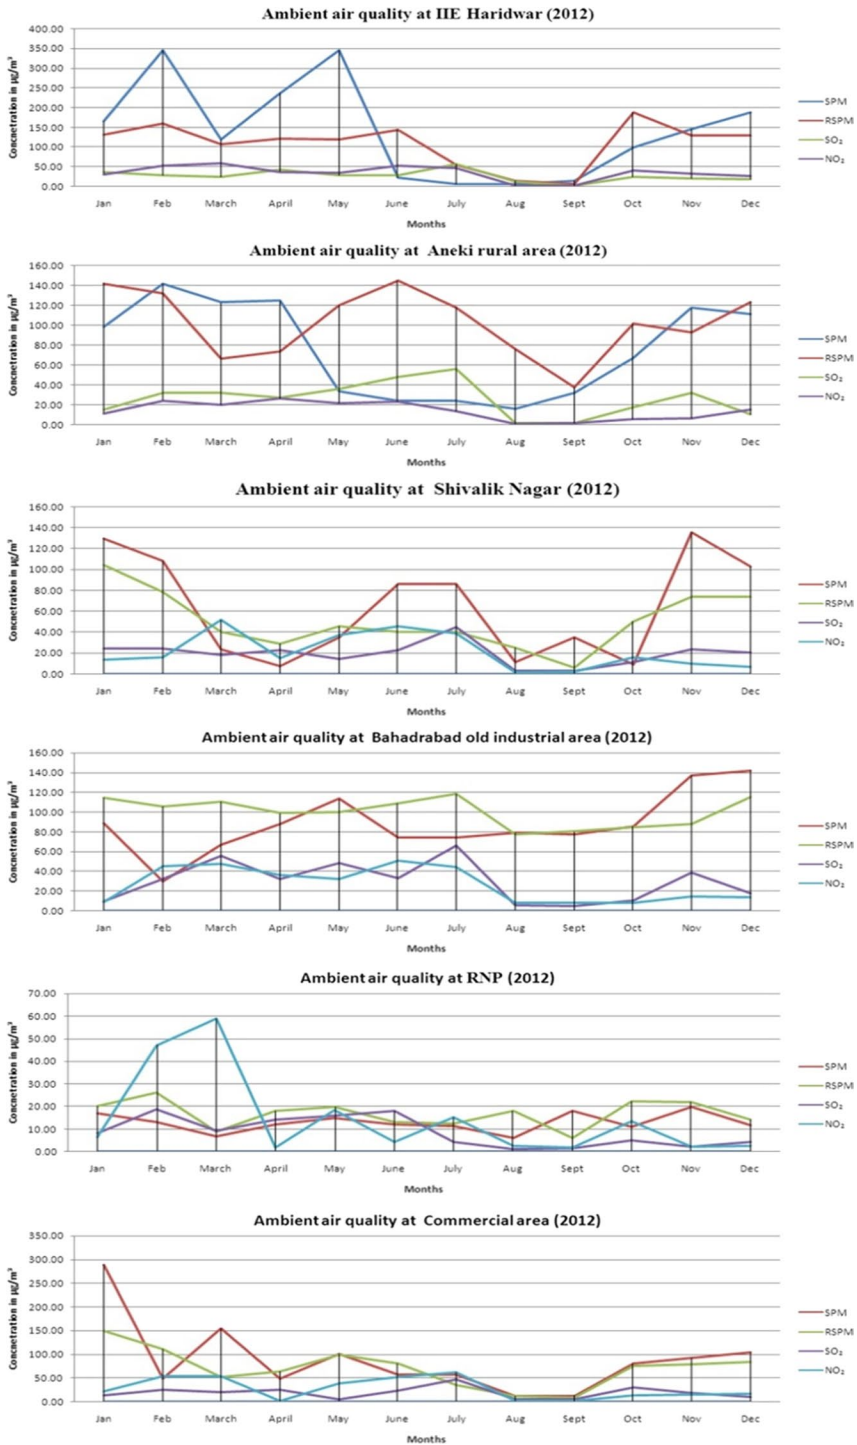 Ambient air quality at IIE Haridwar (2012)
Concnetration in µg/m³
400.00
350.00
300.00
250.00
200.00
150.00
100.00
50.00
0.00
Jan Feb March April May June July Aug Sept Oct Nov Dec
Months
SPM
RSPM
SO₂
NO₂
Ambient air quality at Aneki rural area (2012)
Concnetration in µg/m³
160.00
140.00
120.00
100.00
80.00
60.00
40.00
20.00
0.00
Jan Feb March April May June July Aug Sept Oct Nov Dec
Months
SPM
RSPM
SO₂
NO₂
Ambient air quality at Shivalik Nagar (2012)
Concnetration in µg/m³
160.00
140.00
120.00
100.00
80.00
60.00
40.00
20.00
0.00
Jan Feb March April May June July Aug Sept Oct Nov Dec
Months
SPM
RSPM
SO₂
NO₂
Ambient air quality at Bahadrabad old industrial area (2012)
Concnetration in µg/m³
160.00
140.00
120.00
100.00
80.00
60.00
40.00
20.00
0.00
Jan Feb March April May June July Aug Sept Oct Nov Dec
Months
SPM
RSPM
SO₂
NO₂
Ambient air quality at RNP (2012)
Concnetration in µg/m³
70.00
60.00
50.00
40.00
30.00
20.00
10.00
0.00
Jan Feb March April May June July Aug Sept Oct Nov Dec
Months
SPM
RSPM
SO₂
NO₂
Ambient air quality at Commercial area (2012)
Concnetration in µg/m³
350.00
300.00
250.00
200.00
150.00
100.00
50.00
0.00
Jan Feb March April May June July Aug Sept Oct Nov Dec
Months
SPM
RSPM
SO₂
NO₂